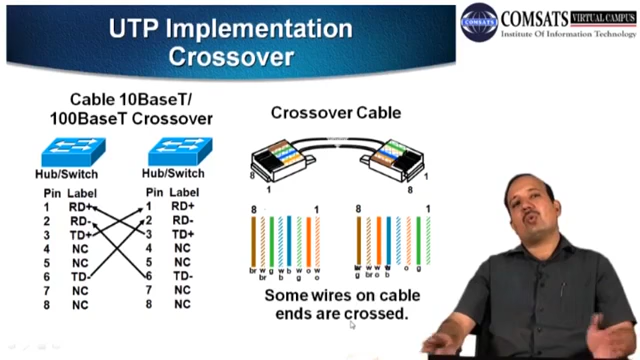 UTP Implementation
Crossover
COMSATS VIRTUAL CAMPUS
Institute Of Information Technology
Cable 10BaseT/
100BaseT Crossover
Hub/Switch
Hub/Switch
Pin Label
Pin Label
1 RD+
1 RD+
2 RD-
2 RD-
3 TD+
3 TD+
4 NC
4 NC
5 NC
5 NC
6 TD-
6 TD-
7 NC
7 NC
8 NC
8 NC
Crossover Cable
8
1
1
8
8
1
8
1
br
w br
g
w b
b
w g
o
w o
o
g
Some wires on cable
ends are crossed.